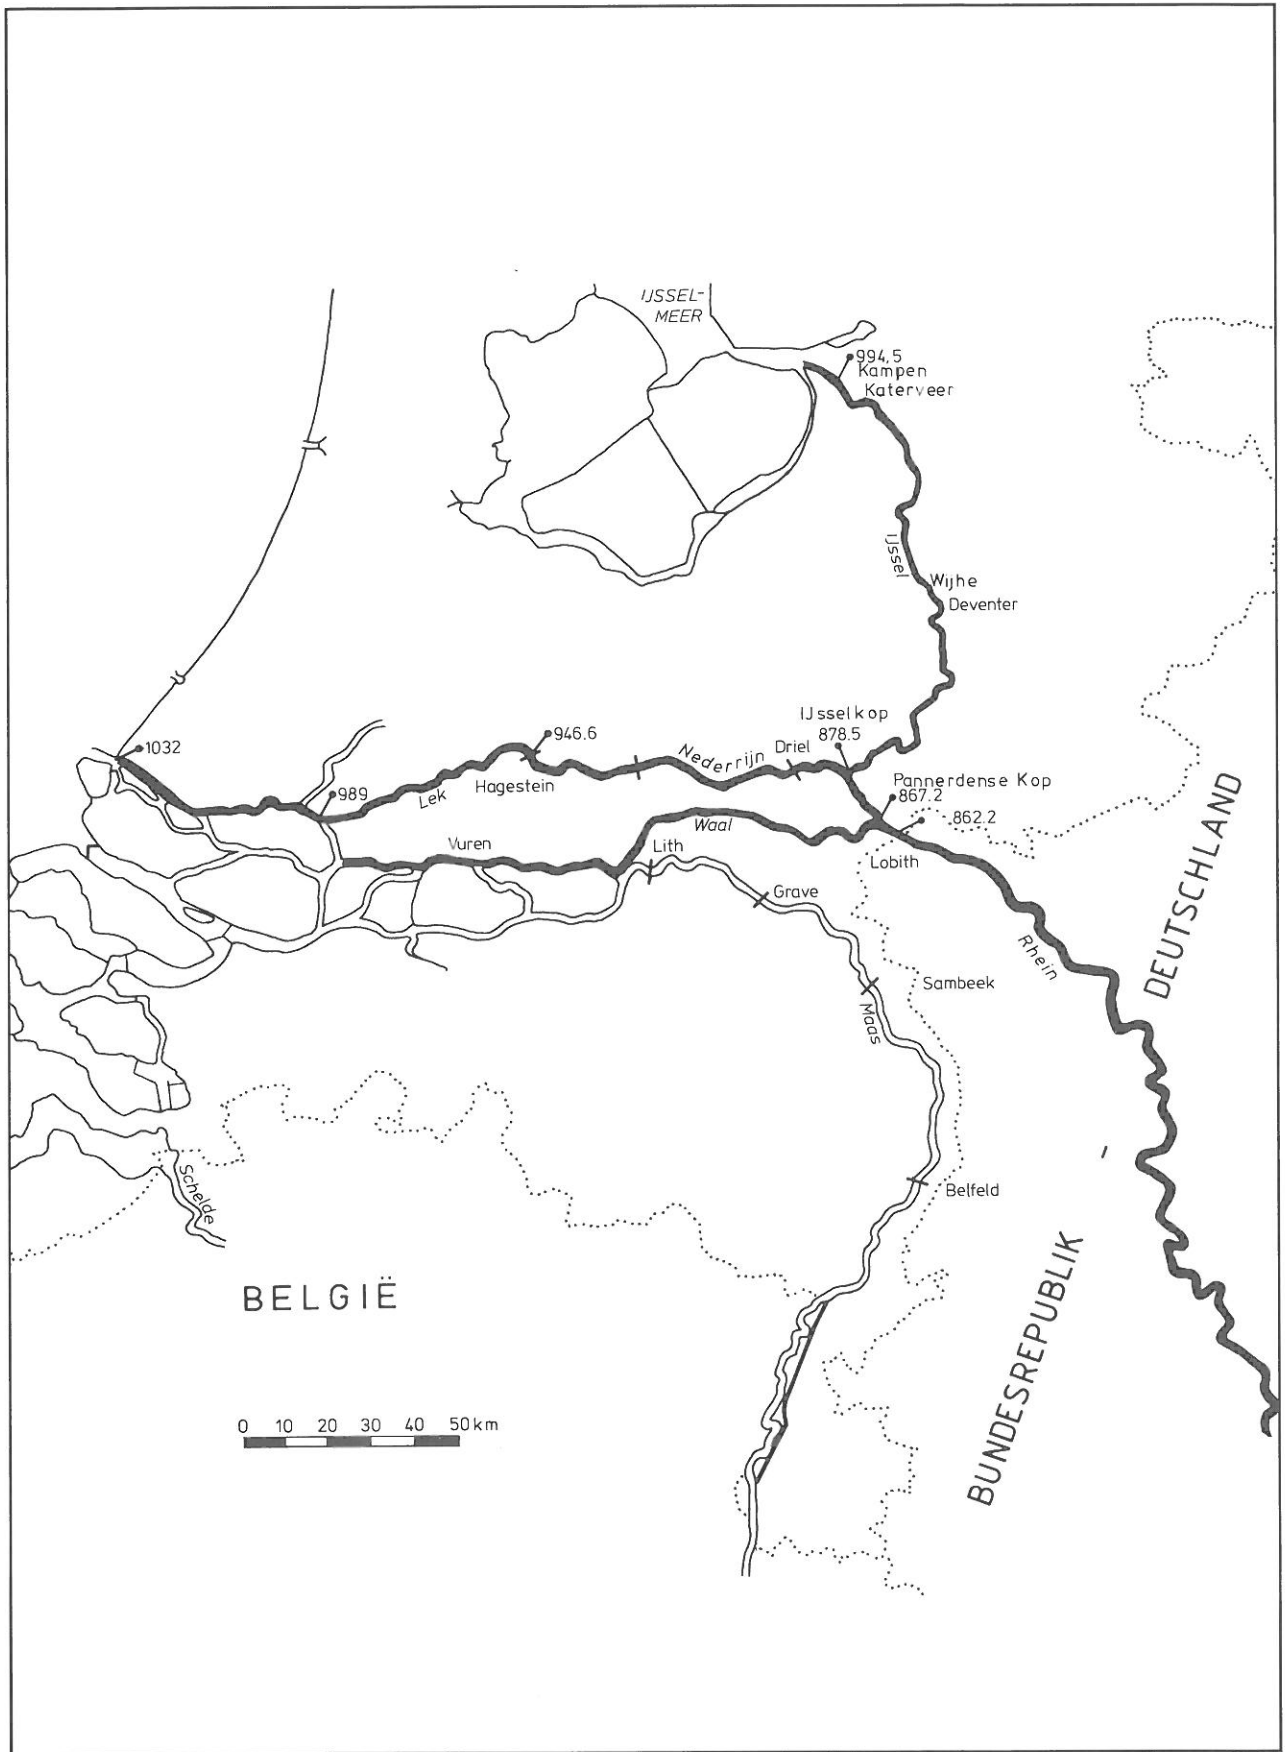 IJSSEL-
MEER
994,5
Kampen
Katerveer
IJssel
Wijhe
Deventer
IJsselkop
878.5
1032
946.6
Nederrijn
Driel
Pannerdense Kop
867.2
862.2
989
Lek
Hagestein
Waal
Vuren
Lith
Lobith
Grave
Rhein
DEUTSCHLAND
Sambeek
Maas
Schelde
Belfeld
BELGIË
BUNDESREPUBLIK
0 10 20 30 40 50km